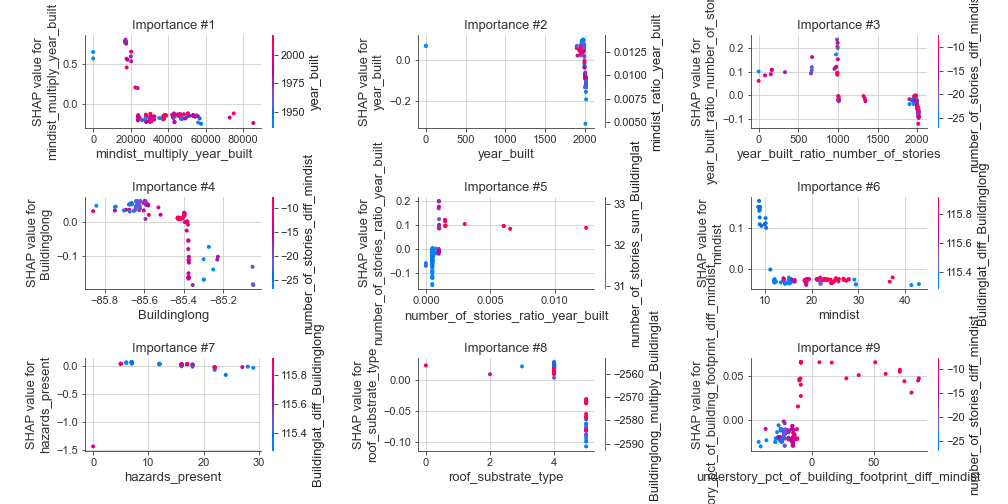 Importance #1
SHAP value for
mindist_multiply_year_built
0.5
0.0
0
20000
40000
60000
80000
mindist_multiply_year_built
2000
1975
1950
year_built
Importance #2
SHAP value for
year_built
0.0
−0.2
0
500
1000
1500
2000
year_built
0.0125
0.0100
0.0075
0.0050
mindist_ratio_year_built
Importance #3
SHAP value for
year_built_ratio_number_of_stor
0.2
0.1
0.0
−0.1
0
500
1000
1500
2000
year_built_ratio_number_of_stories
−10
−15
−20
−25
number_of_stories_diff_mindist
Importance #4
SHAP value for
Buildinglong
0.0
−0.1
−85.8
−85.6
−85.4
−85.2
Buildinglong
−10
−15
−20
−25
number_of_stories_diff_mindist
Importance #5
SHAP value for
number_of_stories_ratio_year_built
0.2
0.1
0.0
−0.1
0.000
0.005
0.010
number_of_stories_ratio_year_built
33
32
31
number_of_stories_sum_Buildinglat
Importance #6
SHAP value for
mindist
0.1
0.0
10
20
30
40
mindist
115.8
115.6
115.4
Buildinglat_diff_Buildinglong
Importance #7
SHAP value for
hazards_present
0.0
−0.5
−1.0
−1.5
0
10
20
30
hazards_present
115.8
115.6
115.4
Buildinglat_diff_Buildinglong
Importance #8
SHAP value for
roof_substrate_type
0.00
−0.05
−0.10
0
2
4
roof_substrate_type
−2560
−2570
−2580
−2590
Buildinglong_multiply_Buildinglat
Importance #9
SHAP value for
ory_pct_of_building_footprint_diff_mindist
0.05
0.00
0
50
understory_pct_of_building_footprint_diff_mindist
−10
−15
−20
−25
number_of_stories_diff_mindist